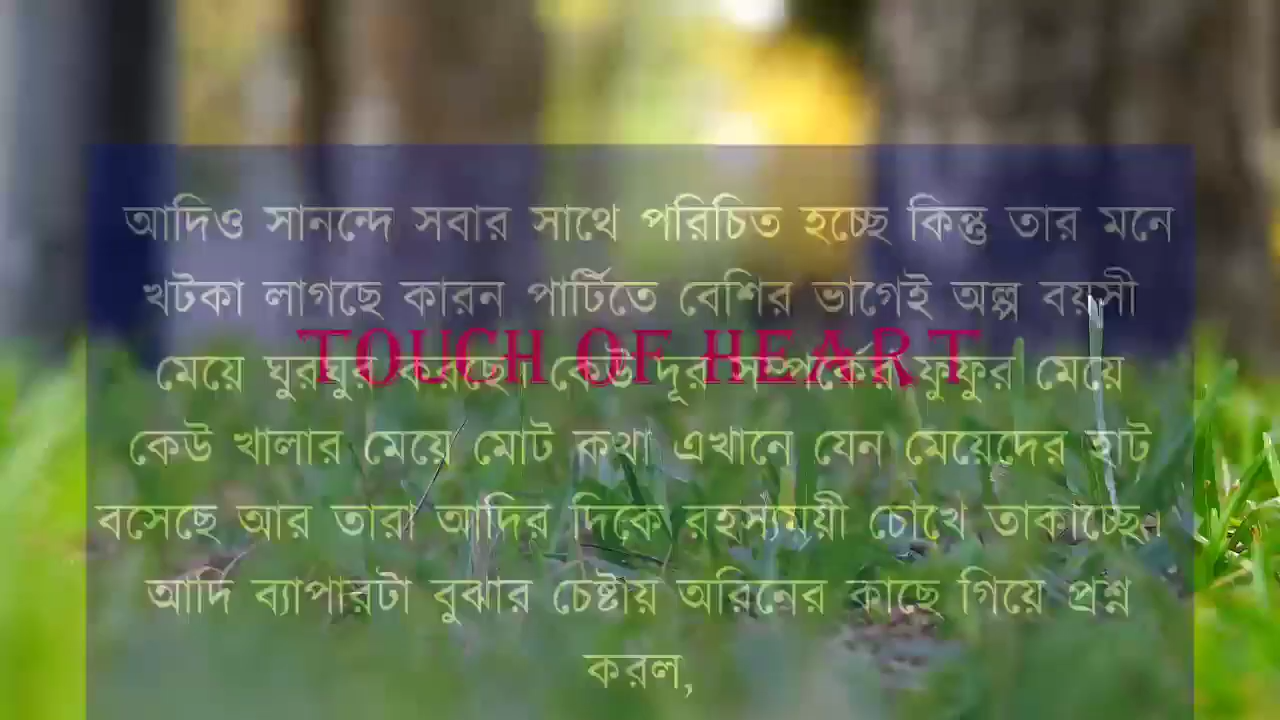 আদিও সানন্দে সবার সাথে পরিচিত হচ্ছে কিন্তু তার মনে
খটকা লাগছে কারন পার্টিতে বেশির ভাগেই অল্প বয়সী
TOUCH OF HEART
মেয়ে ঘুরঘুর করছে। কেউ দূর সম্পর্কের ফুফুর মেয়ে
কেউ খালার মেয়ে মোট কথা এখানে যেন মেয়েদের হাট
বসেছে আর তারা আদির দিকে রহস্যময়ী চোখে তাকাচ্ছে।
আদি ব্যাপারটা বুঝার চেষ্টায় অরিনের কাছে গিয়ে প্রশ্ন
করল,